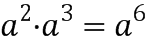 a²·a³ = a⁶